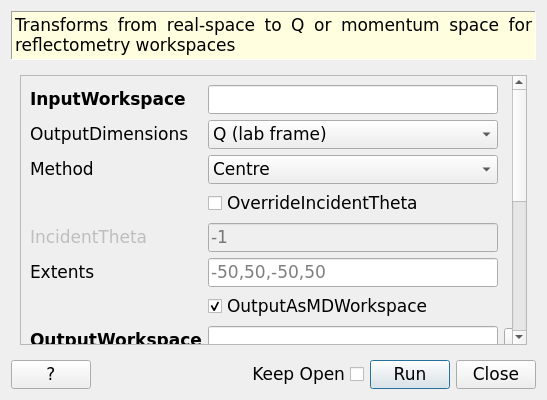 Transforms from real-space to Q or momentum space for
reflectometry workspaces
InputWorkspace
OutputDimensions Q (lab frame)
Method Centre
OverrideIncidentTheta
IncidentTheta -1
Extents -50,50,-50,50
OutputAsMDWorkspace
OutputWorkspace
? Keep Open Run Close